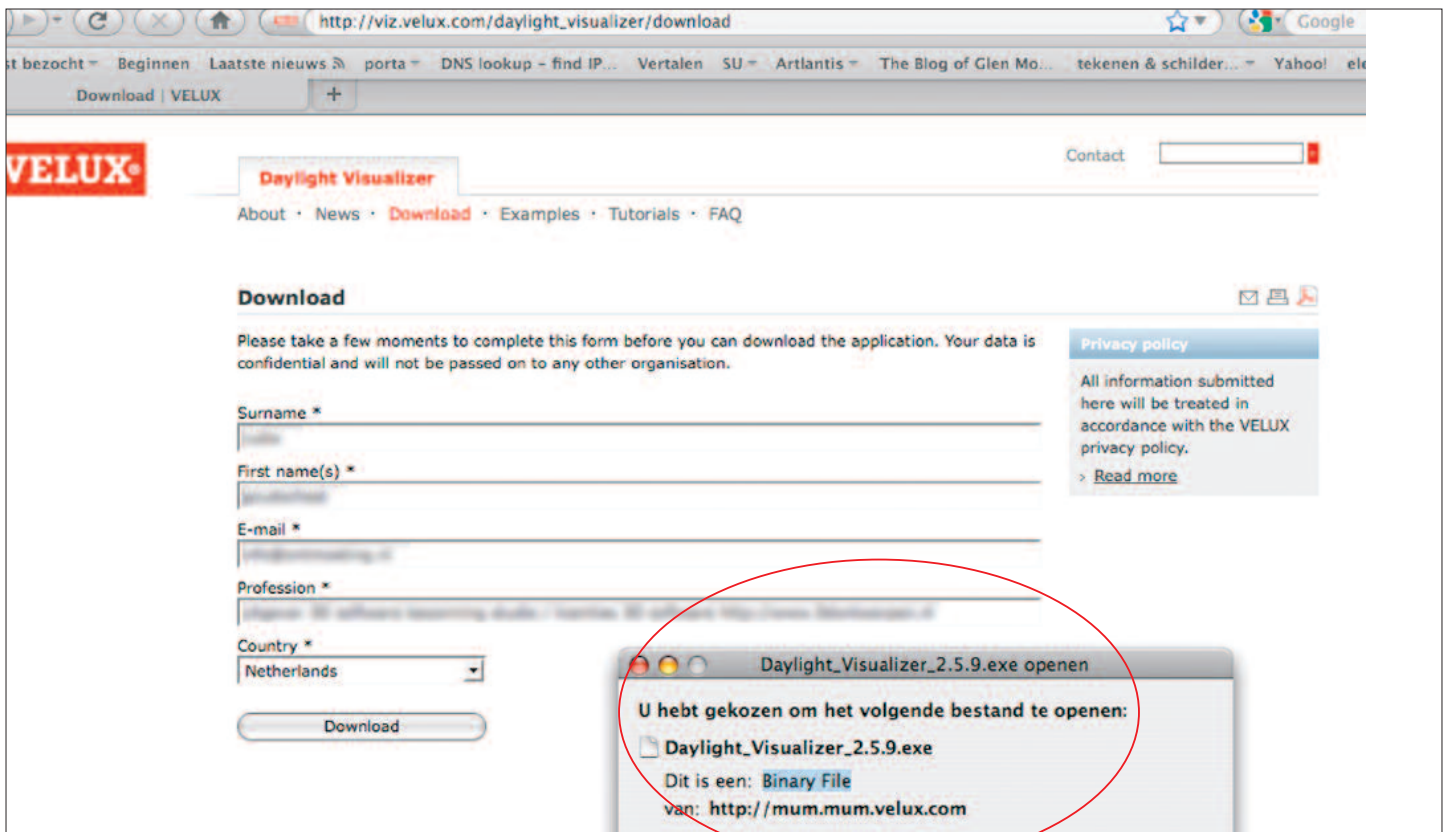 http://viz.velux.com/daylight_visualizer/download
Google
st bezocht Beginnen Laatste nieuws porta DNS lookup – find IP... Vertalen SU Artlantis The Blog of Glen Mo... tekenen & schilder... Yahoo! ele
Download | VELUX +
VELUX®
Contact
Daylight Visualizer
About · News · Download · Examples · Tutorials · FAQ
Download
Please take a few moments to complete this form before you can download the application. Your data is
confidential and will not be passed on to any other organisation.
Privacy policy
All information submitted
here will be treated in
accordance with the VELUX
privacy policy.
> Read more
Surname *
First name(s) *
E-mail *
Profession *
Country *
Netherlands
Download
Daylight_Visualizer_2.5.9.exe openen
U hebt gekozen om het volgende bestand te openen:
Daylight_Visualizer_2.5.9.exe
Dit is een: Binary File
van: http://mum.mum.velux.com